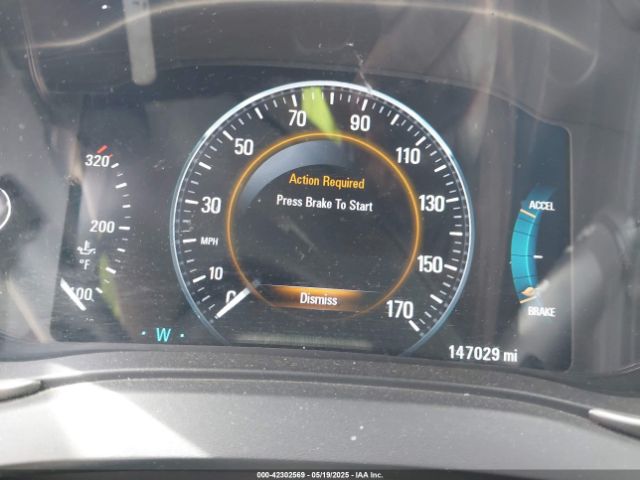 70
90
50
110
320
Action Required
30
Press Brake To Start
130
ACCEL
200
MPH
°F
10
150
100
0
Dismiss
170
BRAKE
W
147029 mi
000-42302569 - 05/19/2025 - IAA Inc.